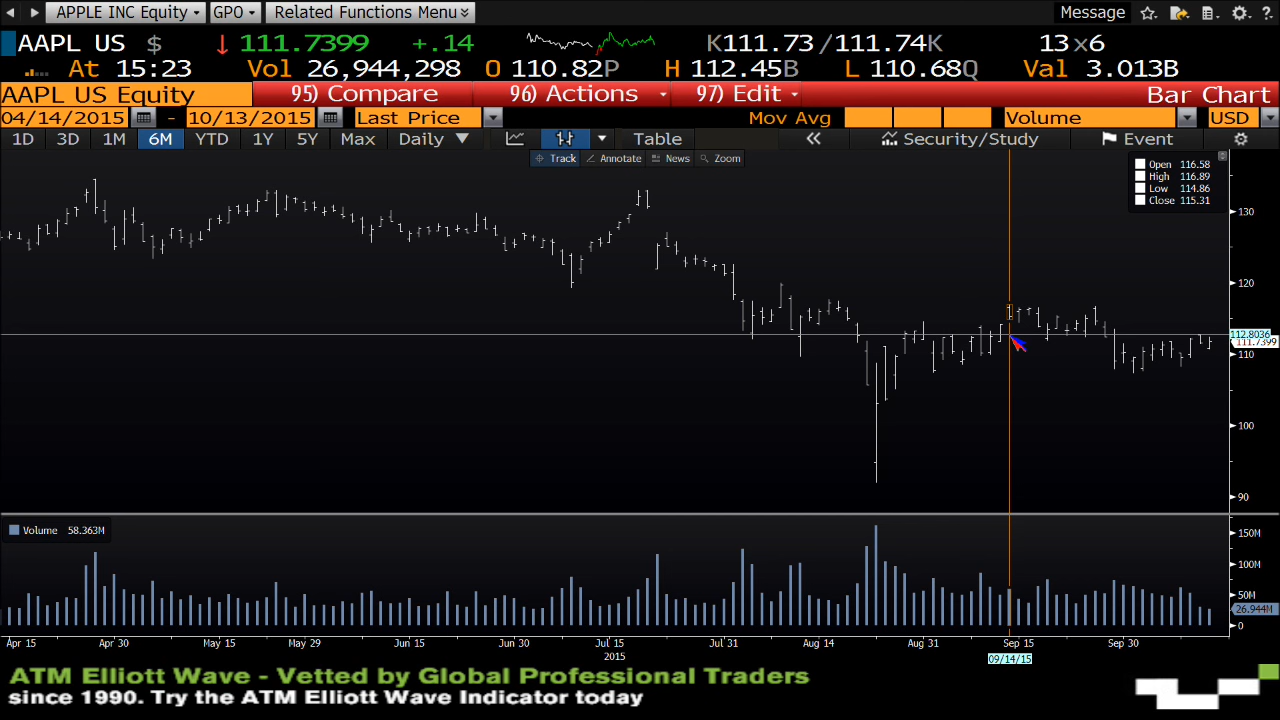 APPLE INC Equity GPO Related Functions Menu Message ?
AAPL US $ 111.7399 +.14 K111.73 /111.74K 13 x 6
At 15:23 Vol 26,944,298 O 110.82P H 112.45B L 110.68Q Val 3.013B
AAPL US Equity 95) Compare 96) Actions 97) Edit Bar Chart
04/14/2015 - 10/13/2015 Last Price Mov Avg Volume USD
1D 3D 1M 6M YTD 1Y 5Y Max Daily Table Security/Study Event
Track Annotate News Zoom
Open 116.58
High 116.89
Low 114.86
Close 115.31
130
120
112.8036
111.7399
110
100
90
Volume 58.363M
150M
100M
50M
26.944M
0
Apr 15 Apr 30 May 15 May 29 Jun 15 Jun 30 Jul 15 Jul 31 Aug 14 Aug 31 Sep 15 Sep 30
2015
09/14/15
ATM Elliott Wave - Vetted by Global Professional Traders
since 1990. Try the ATM Elliott Wave Indicator today